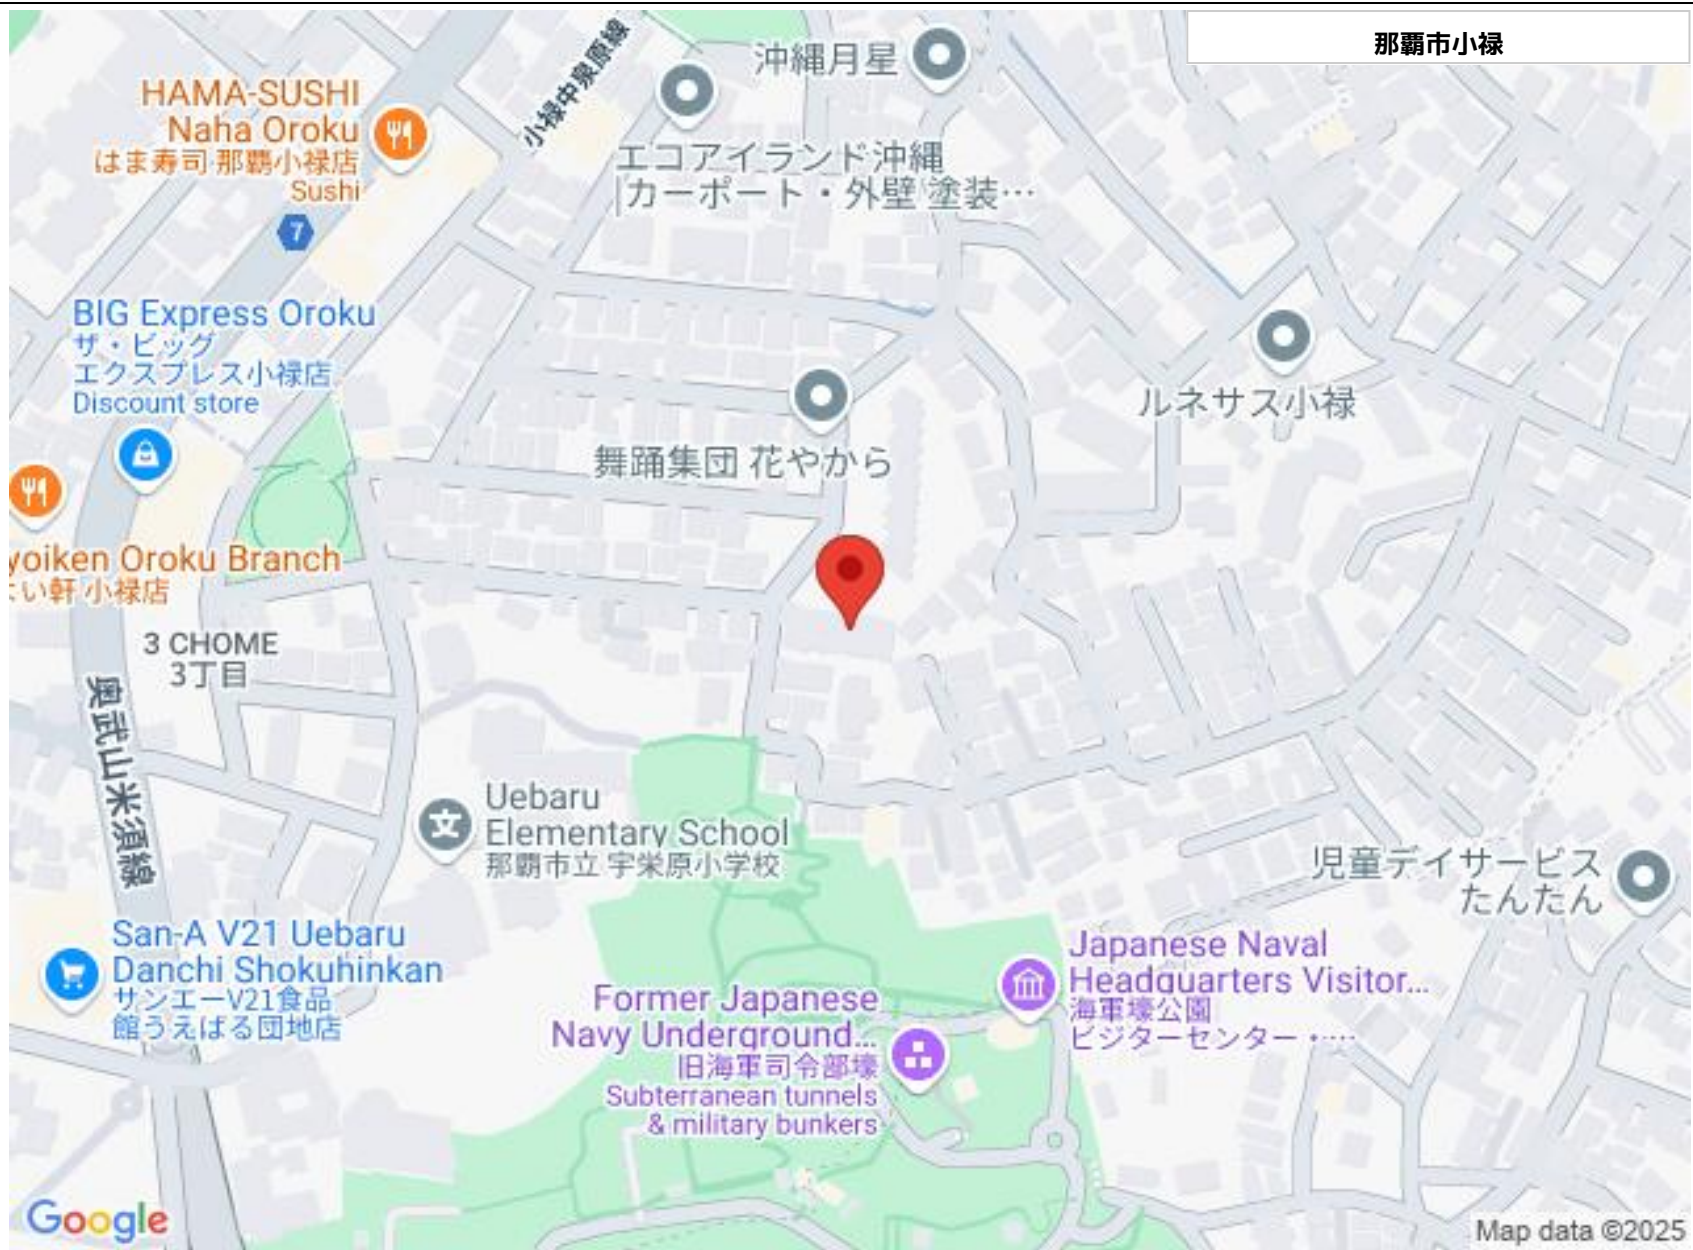 那覇市小禄
沖縄月星
小禄中泉原線
HAMA-SUSHI
Naha Oroku
はま寿司 那覇小禄店
Sushi
エコアイランド沖縄
|カーポート・外壁 塗装…
7
BIG Express Oroku
ザ・ビッグ
エクスプレス小禄店
Discount store
ルネサス小禄
舞踊集団 花やから
yoiken Oroku Branch
い軒 小禄店
3 CHOME
3丁目
奥武山米須線
Uebaru
Elementary School
那覇市立 宇栄原小学校
文
児童デイサービス
たんたん
San-A V21 Uebaru
Danchi Shokuhinkan
サンエーV21食品
館うえばる団地店
Japanese Naval
Headquarters Visitor...
海軍壕公園
ビジターセンター・…
Former Japanese
Navy Underground...
旧海軍司令部壕
Subterranean tunnels
& military bunkers
Google
Map data ©2025